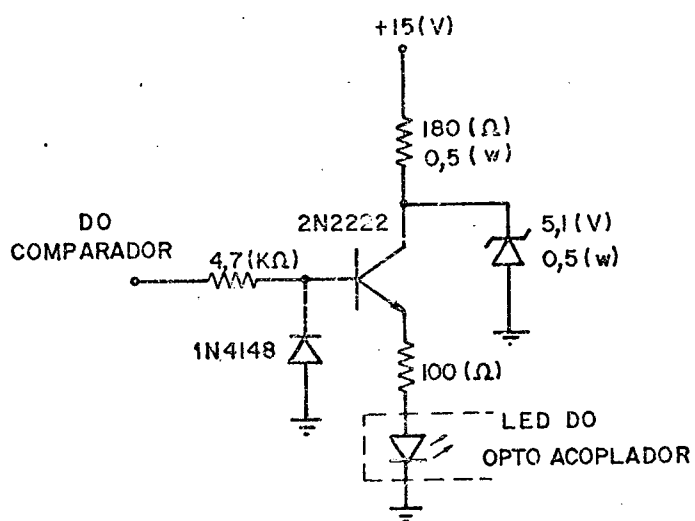 +15(V)
180(Ω)
0,5(w)
DO
COMPARADOR
2N2222
5,1(V)
0,5(w)
4,7(KΩ)
1N4148
100(Ω)
LED DO
OPTO ACOPLADOR